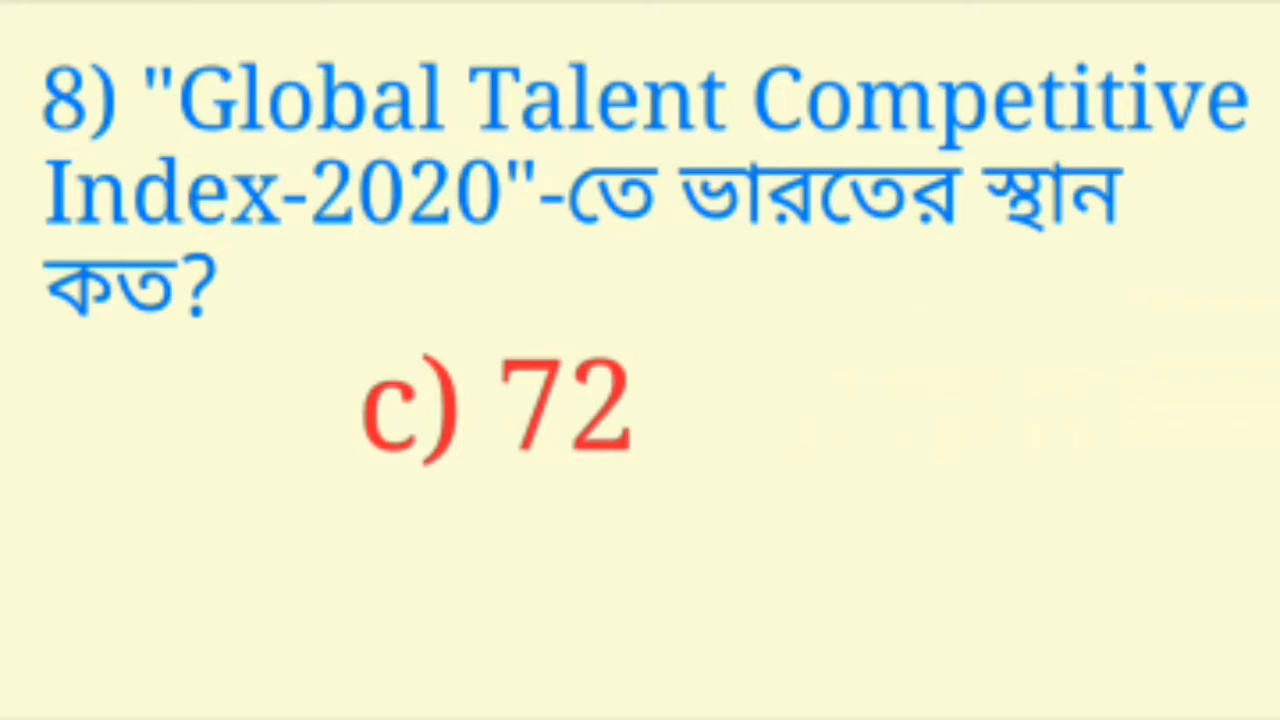 8) "Global Talent Competitive
Index-2020"-তে ভারতের স্থান
কত?
c) 72